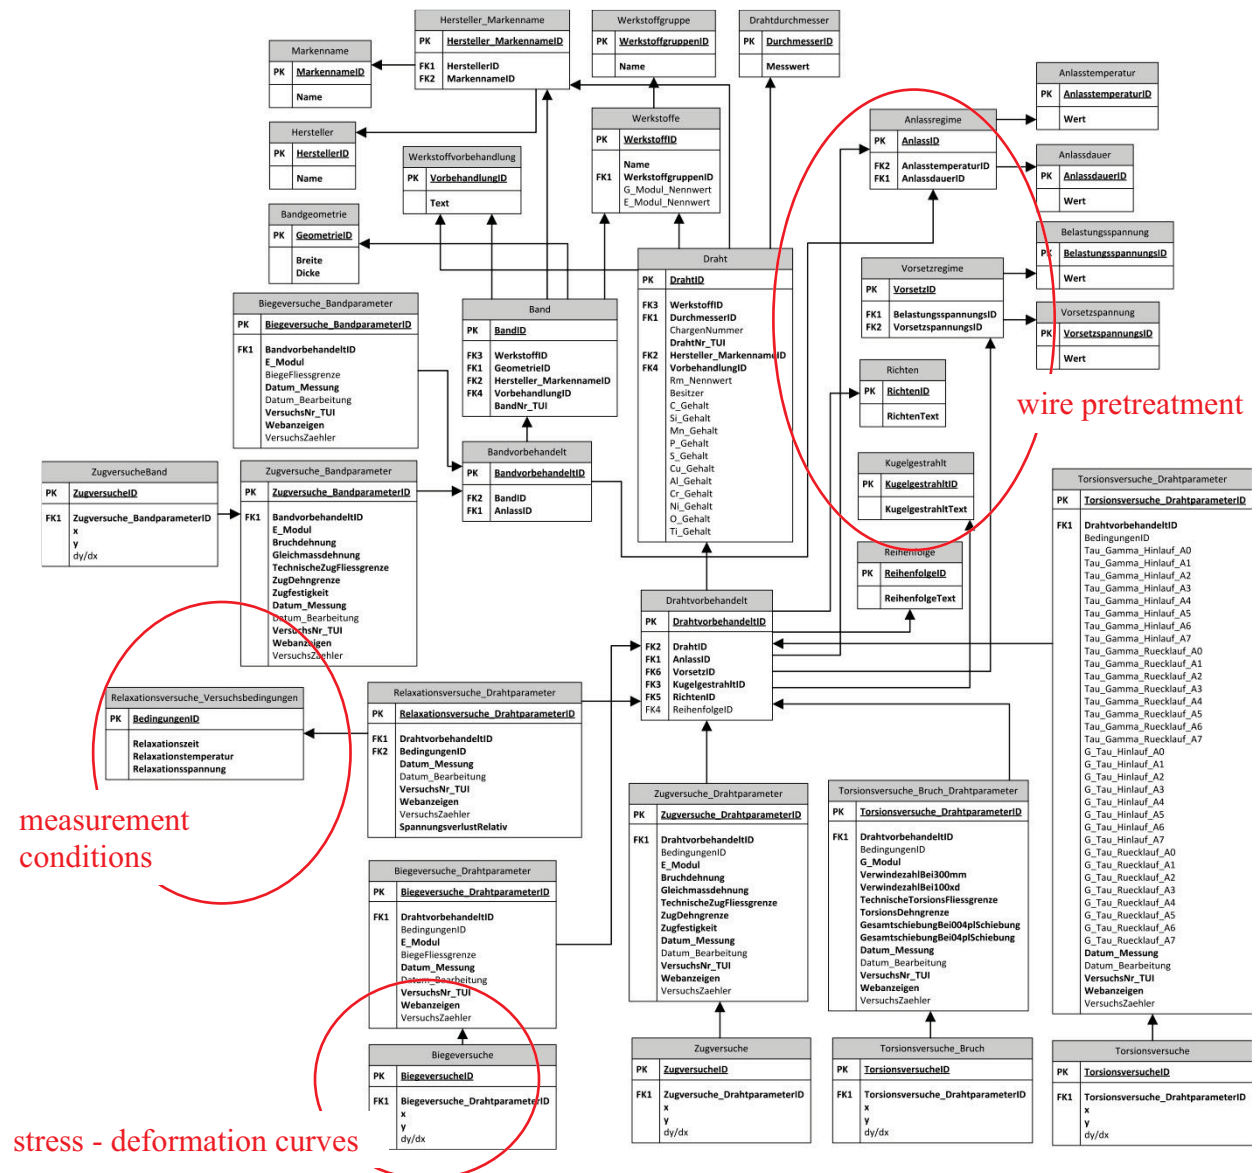 Hersteller_Markenname
PK Hersteller_MarkennameID
FK1 HerstellerID
FK2 MarkennameID
Werkstoffgruppe
PK WerkstoffgruppenID
Name
Drahtdurchmesser
PK DurchmesserID
Messwert
Markenname
PK MarkennameID
Name
Anlasstemperatur
PK AnlasstemperaturID
Wert
Hersteller
PK HerstellerID
Name
Werkstoffe
PK WerkstoffID
Name
FK1 WerkstoffgruppenID
G_Modul_Nennwert
E_Modul_Nennwert
Anlassregime
PK AnlassID
FK2 AnlasstemperaturID
FK1 AnlassdauerID
Anlassdauer
PK AnlassdauerID
Wert
Werkstoffvorbehandlung
PK VorbehandlungID
Text
Bandgeometrie
PK GeometrieID
Breite
Dicke
Belastungsspannung
PK BelastungsspannungsID
Wert
Draht
PK DrahtID
FK3 WerkstoffID
FK1 DurchmesserID
ChargenNummer
DrahtNr_TUI
FK2 Hersteller_MarkennameID
FK4 VorbehandlungID
Rm_Nennwert
Besitzer
C_Gehalt
Si_Gehalt
Mn_Gehalt
P_Gehalt
S_Gehalt
Cu_Gehalt
Al_Gehalt
Cr_Gehalt
Ni_Gehalt
O_Gehalt
Ti_Gehalt
Vorsetzregime
PK VorsetzID
FK1 BelastungsspannungsID
FK2 VorsetzspannungsID
Vorsetzspannung
PK VorsetzspannungsID
Wert
Biegeversuche_Bandparameter
PK Biegeversuche_BandparameterID
FK1 BandvorbehandeltID
E_Modul
BiegeFliessgrenze
Datum_Messung
Datum_Bearbeitung
VersuchsNr_TUI
Webanzeigen
VersuchsZaehler
Band
PK BandID
FK3 WerkstoffID
FK1 GeometrieID
FK2 Hersteller_MarkennameID
FK4 VorbehandlungID
BandNr_TUI
Richten
PK RichtenID
RichtenText
wire pretreatment
Bandvorbehandelt
PK BandvorbehandeltID
FK2 BandID
FK1 AnlassID
Kugelgestrahlt
PK KugelgestrahltID
KugelgestrahltText
ZugversucheBand
PK ZugversucheID
FK1 Zugversuche_BandparameterID
x
y
dy/dx
Zugversuche_Bandparameter
PK Zugversuche_BandparameterID
FK1 BandvorbehandeltID
E_Modul
Bruchdehnung
Gleichmassdehnung
TechnischeZugFliessgrenze
ZugDehngrenze
Zugfestigkeit
Datum_Messung
Datum_Bearbeitung
VersuchsNr_TUI
Webanzeigen
VersuchsZaehler
Reihenfolge
PK ReihenfolgeID
ReihenfolgeText
Torsionsversuche_Drahtparameter
PK Torsionsversuche_DrahtparameterID
FK1 DrahtvorbehandeltID
BedingungenID
Tau_Gamma_Hinlauf_A0
Tau_Gamma_Hinlauf_A1
Tau_Gamma_Hinlauf_A2
Tau_Gamma_Hinlauf_A3
Tau_Gamma_Hinlauf_A4
Tau_Gamma_Hinlauf_A5
Tau_Gamma_Hinlauf_A6
Tau_Gamma_Hinlauf_A7
Tau_Gamma_Ruecklauf_A0
Tau_Gamma_Ruecklauf_A1
Tau_Gamma_Ruecklauf_A2
Tau_Gamma_Ruecklauf_A3
Tau_Gamma_Ruecklauf_A4
Tau_Gamma_Ruecklauf_A5
Tau_Gamma_Ruecklauf_A6
Tau_Gamma_Ruecklauf_A7
G_Tau_Hinlauf_A0
G_Tau_Hinlauf_A1
G_Tau_Hinlauf_A2
G_Tau_Hinlauf_A3
G_Tau_Hinlauf_A4
G_Tau_Hinlauf_A5
G_Tau_Hinlauf_A6
G_Tau_Hinlauf_A7
G_Tau_Ruecklauf_A0
G_Tau_Ruecklauf_A1
G_Tau_Ruecklauf_A2
G_Tau_Ruecklauf_A3
G_Tau_Ruecklauf_A4
G_Tau_Ruecklauf_A5
G_Tau_Ruecklauf_A6
G_Tau_Ruecklauf_A7
Datum_Messung
Datum_Bearbeitung
VersuchsNr_TUI
Webanzeigen
VersuchsZaehler
Drahtvorbehandelt
PK DrahtvorbehandeltID
FK2 DrahtID
FK1 AnlassID
FK6 VorsetzID
FK3 KugelgestrahltID
FK5 RichtenID
FK4 ReihenfolgeID
Relaxationsversuche_Versuchsbedingungen
PK BedingungenID
Relaxationszeit
Relaxationstemperatur
Relaxationsspannung
Relaxationsversuche_Drahtparameter
PK Relaxationsversuche_DrahtparameterID
FK1 DrahtvorbehandeltID
FK2 BedingungenID
Datum_Messung
Datum_Bearbeitung
VersuchsNr_TUI
Webanzeigen
VersuchsZaehler
SpannungsverlustRelativ
measurement
conditions
Zugversuche_Drahtparameter
PK Zugversuche_DrahtparameterID
FK1 DrahtvorbehandeltID
BedingungenID
E_Modul
Bruchdehnung
Gleichmassdehnung
TechnischeZugFliessgrenze
ZugDehngrenze
Zugfestigkeit
Datum_Messung
Datum_Bearbeitung
VersuchsNr_TUI
Webanzeigen
VersuchsZaehler
Torsionsversuche_Bruch_Drahtparameter
PK Torsionsversuche_DrahtparameterID
FK1 DrahtvorbehandeltID
BedingungenID
G_Modul
VerwindezahlBei300mm
VerwindezahlBei100xd
TechnischeTorsionsFliessgrenze
TorsionsDehngrenze
GesamtschiebungBei004plSchiebung
GesamtschiebungBei04plSchiebung
Datum_Messung
Datum_Bearbeitung
VersuchsNr_TUI
Webanzeigen
VersuchsZaehler
Biegeversuche_Drahtparameter
PK Biegeversuche_DrahtparameterID
FK1 DrahtvorbehandeltID
BedingungenID
E_Modul
BiegeFliessgrenze
Datum_Messung
Datum_Bearbeitung
VersuchsNr_TUI
Webanzeigen
VersuchsZaehler
Biegeversuche
PK BiegeversucheID
FK1 Biegeversuche_DrahtparameterID
x
y
dy/dx
Zugversuche
PK ZugversucheID
FK1 Zugversuche_DrahtparameterID
x
y
dy/dx
Torsionsversuche_Bruch
PK TorsionsversucheID
FK1 Torsionsversuche_DrahtparameterID
x
y
dy/dx
Torsionsversuche
PK TorsionsversucheID
FK1 Torsionsversuche_DrahtparameterID
x
y
dy/dx
stress - deformation curves